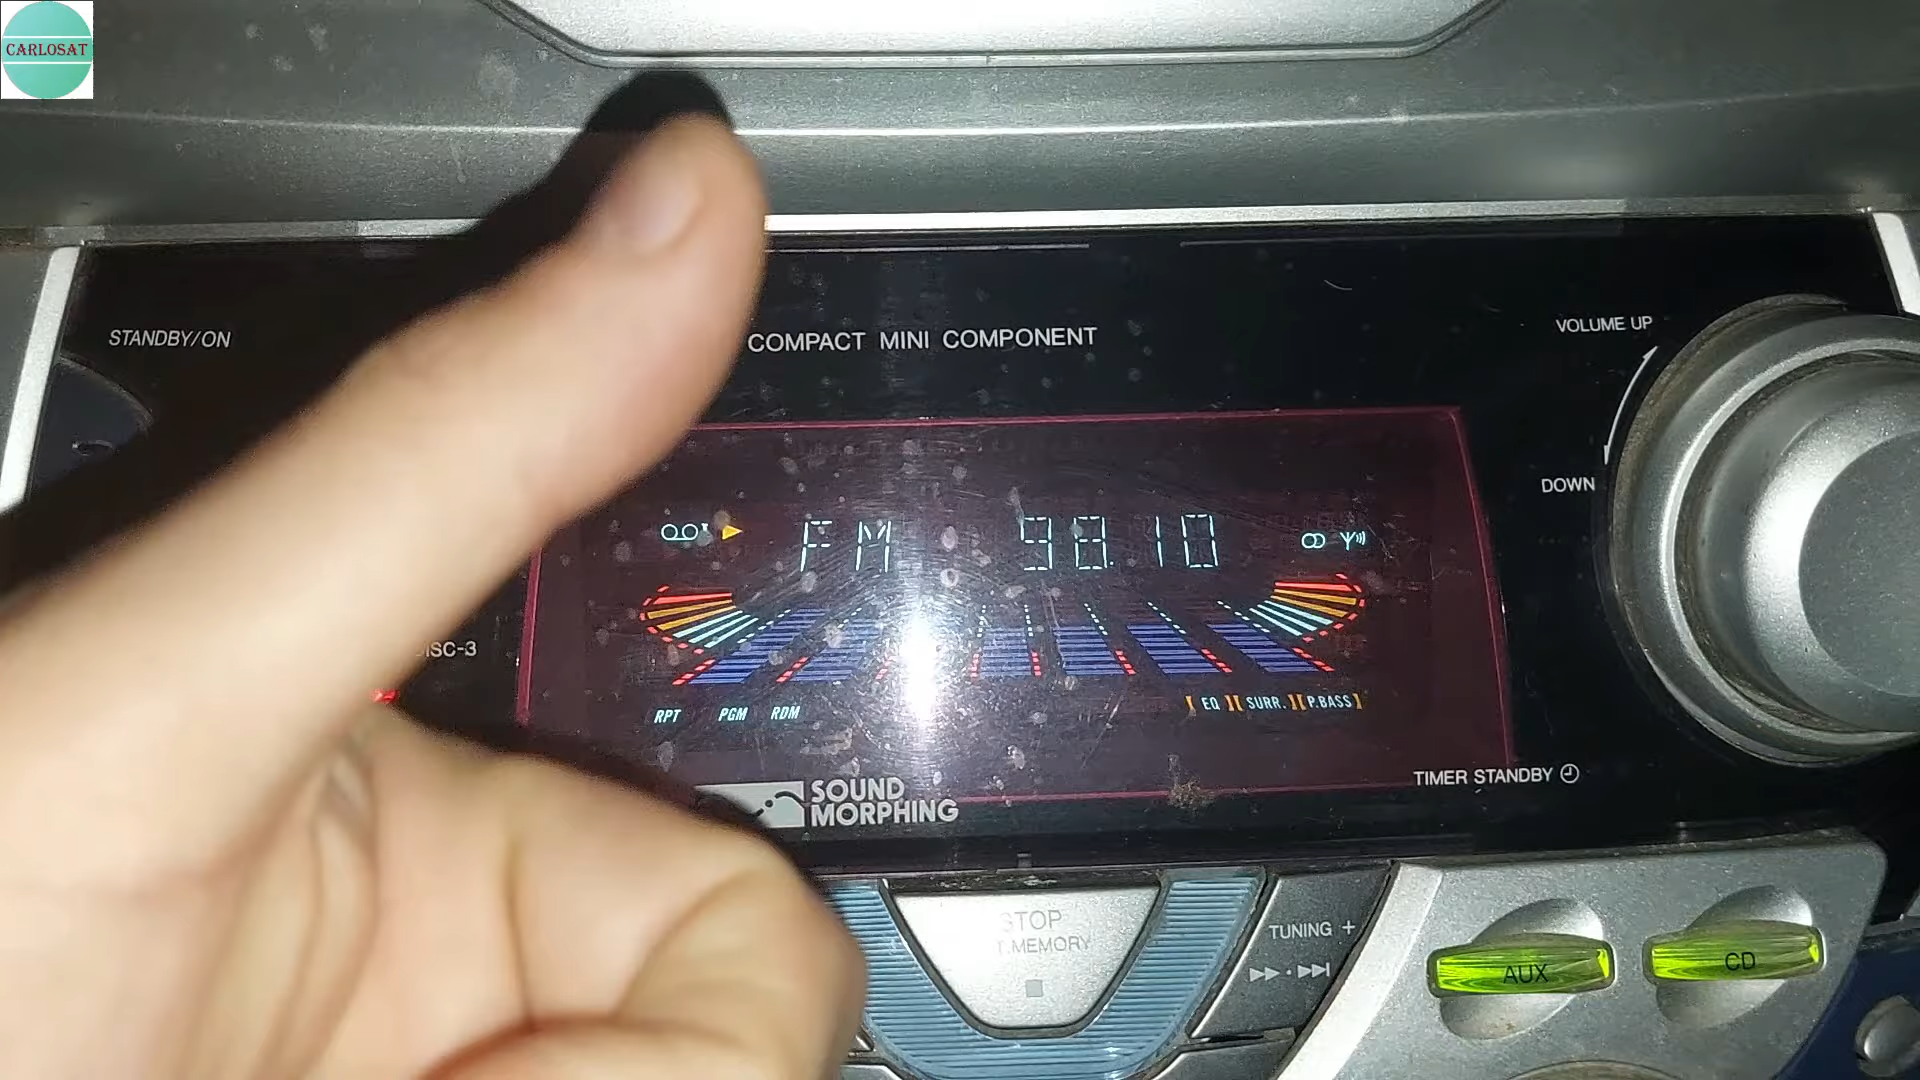 CARLOSAT
STANDBY/ON
COMPACT MINI COMPONENT
VOLUME UP
DOWN
FM 98.10
DISC-3
RPT PGM RDM
EQ SURR. P.BASS
SOUND
MORPHING
TIMER STANDBY
STOP
MEMORY
TUNING +
AUX
CD